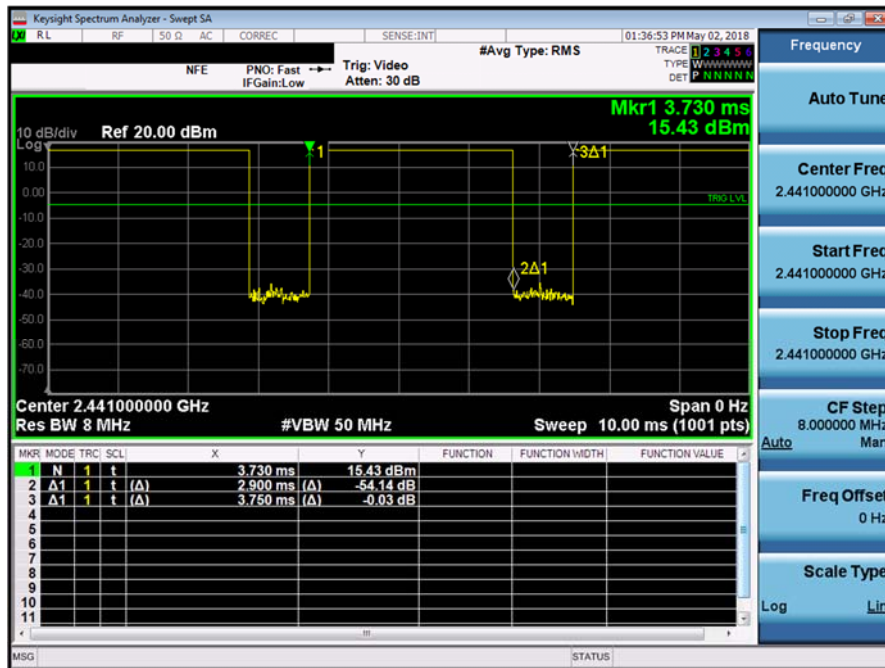 Keysight Spectrum Analyzer - Swept SA
RL RF 50 Ω AC CORREC SENSE:INT 01:36:53 PM May 02, 2018
#Avg Type: RMS
TRACE 1 2 3 4 5 6
TYPE W W W W W W
DET P N N N N N
NFE PNO: Fast Trig: Video
IFGain:Low Atten: 30 dB
Mkr1 3.730 ms
15.43 dBm
10 dB/div Ref 20.00 dBm
Log
10.0
0.00
-10.0
-20.0
-30.0
-40.0
-50.0
-60.0
-70.0
1
3Δ1
TRIG LVL
2Δ1
Center 2.441000000 GHz Span 0 Hz
Res BW 8 MHz #VBW 50 MHz Sweep 10.00 ms (1001 pts)
MKR MODE TRC SCL X Y FUNCTION FUNCTION WIDTH FUNCTION VALUE
1 N 1 t 3.730 ms 15.43 dBm
2 Δ1 1 t (Δ) 2.900 ms (Δ) -54.14 dB
3 Δ1 1 t (Δ) 3.750 ms (Δ) -0.03 dB
4
5
6
7
8
9
10
11
MSG STATUS
Frequency
Auto Tune
Center Freq
2.441000000 GHz
Start Freq
2.441000000 GHz
Stop Freq
2.441000000 GHz
CF Step
8.000000 MHz
Auto Man
Freq Offset
0 Hz
Scale Type
Log Lin